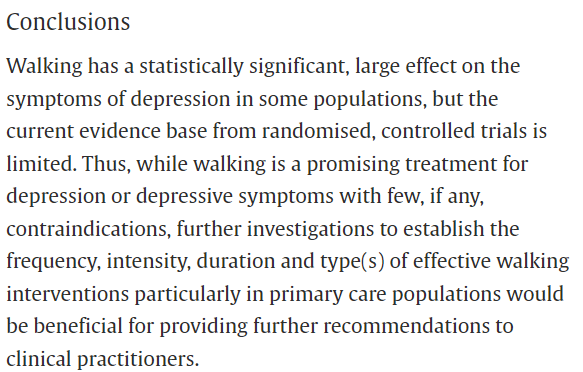 Conclusions
Walking has a statistically significant, large effect on the
symptoms of depression in some populations, but the
current evidence base from randomised, controlled trials is
limited. Thus, while walking is a promising treatment for
depression or depressive symptoms with few, if any,
contraindications, further investigations to establish the
frequency, intensity, duration and type(s) of effective walking
interventions particularly in primary care populations would
be beneficial for providing further recommendations to
clinical practitioners.